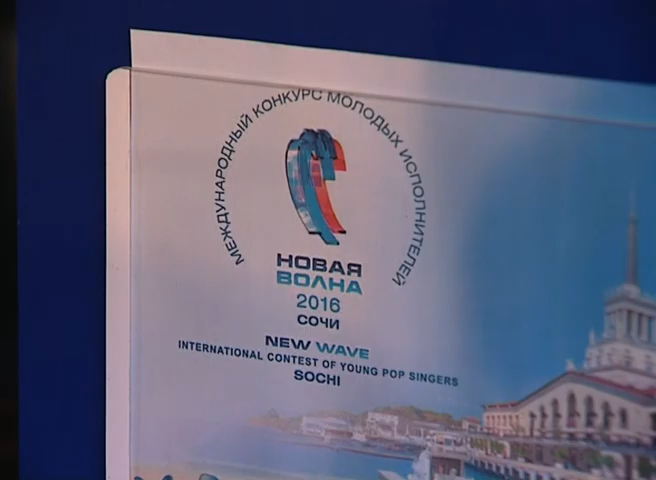 МЕЖДУНАРОДНЫЙ КОНКУРС МОЛОДЫХ ИСПОЛНИТЕЛЕЙ
НОВАЯ
ВОЛНА
2016
СОЧИ
NEW WAVE
INTERNATIONAL CONTEST OF YOUNG POP SINGERS
SOCHI